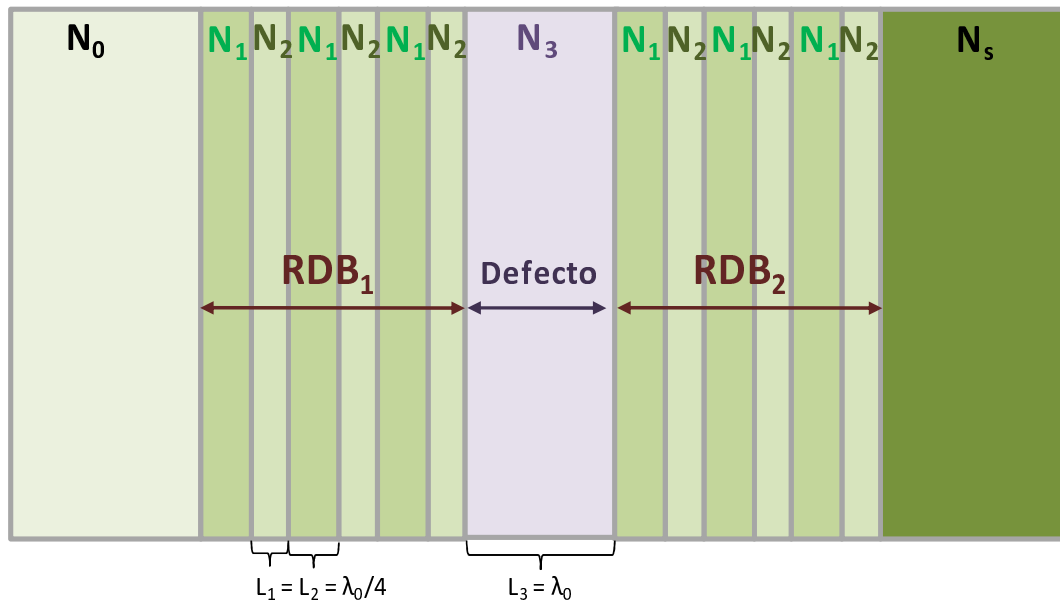 N₀ N₁ N₂ N₁ N₂ N₁ N₂ N₃ N₁ N₂ N₁ N₂ N₁ N₂ Nₛ
RDB₁ Defecto RDB₂
L₁ = L₂ = λ₀/4 L₃ = λ₀